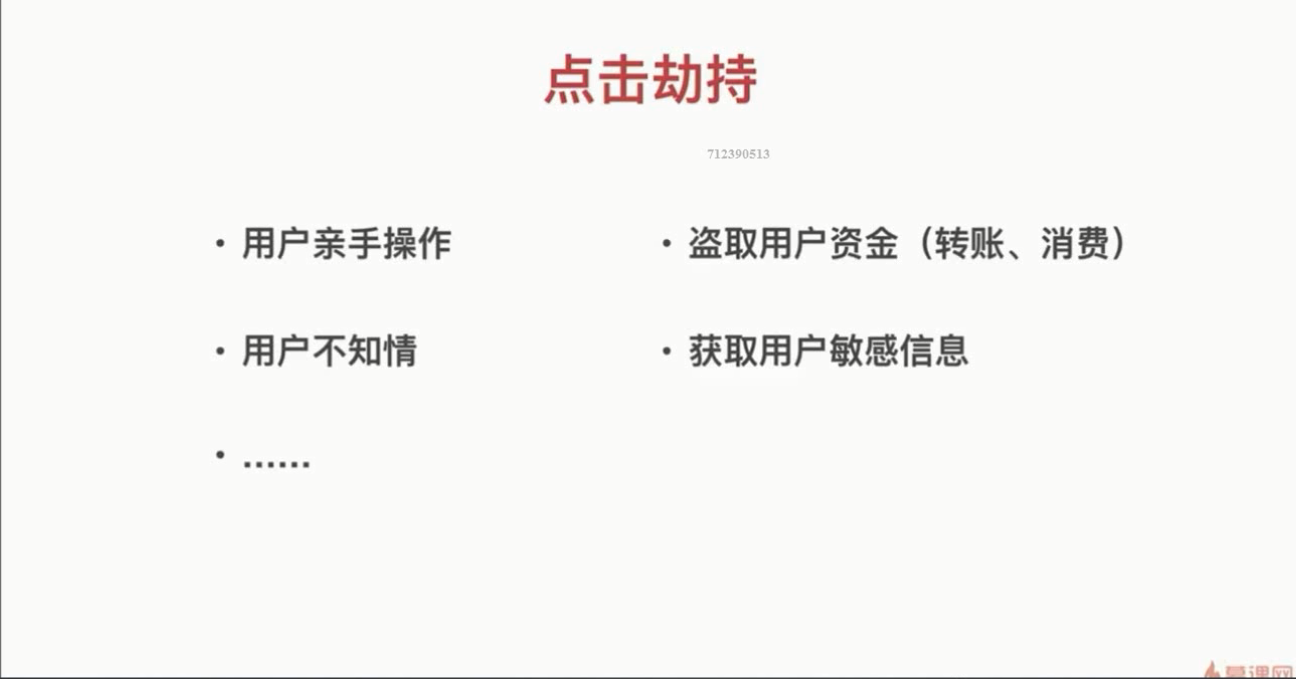 点击劫持
712390513
• 用户亲手操作
• 盗取用户资金（转账、消费）
• 用户不知情
• 获取用户敏感信息
• ......
慕课网